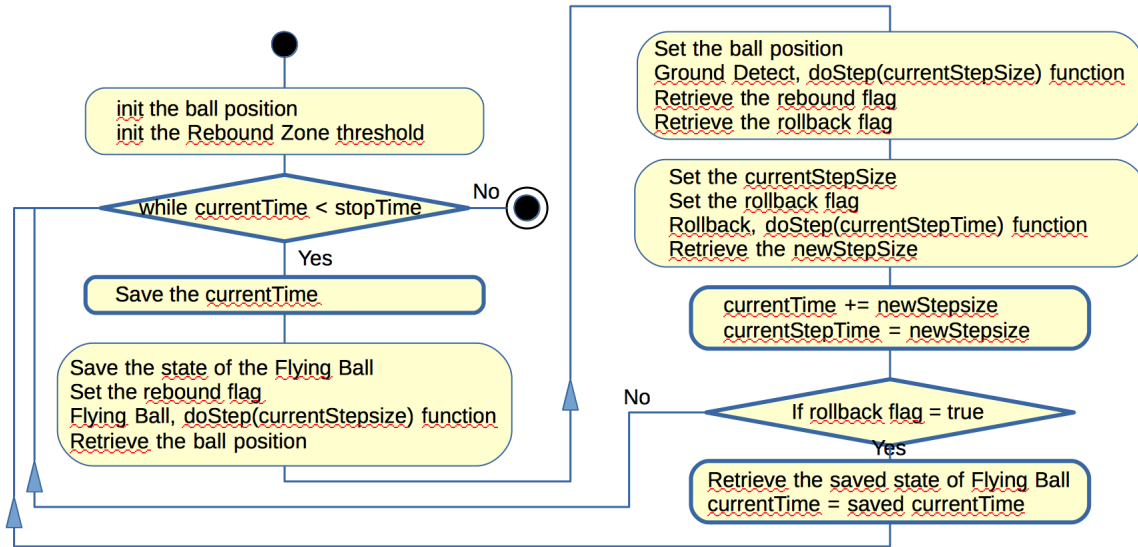 init the ball position
init the Rebound Zone threshold
while currentTime < stopTime
No
Yes
Save the currentTime
Save the state of the Flying Ball
Set the rebound flag
Flying Ball, doStep(currentStepsize) function
Retrieve the ball position
Set the ball position
Ground Detect, doStep(currentStepSize) function
Retrieve the rebound flag
Retrieve the rollback flag
Set the currentStepSize
Set the rollback flag
Rollback, doStep(currentStepTime) function
Retrieve the newStepSize
currentTime += newStepsize
currentStepTime = newStepsize
No
If rollback flag = true
Yes
Retrieve the saved state of Flying Ball
currentTime = saved currentTime